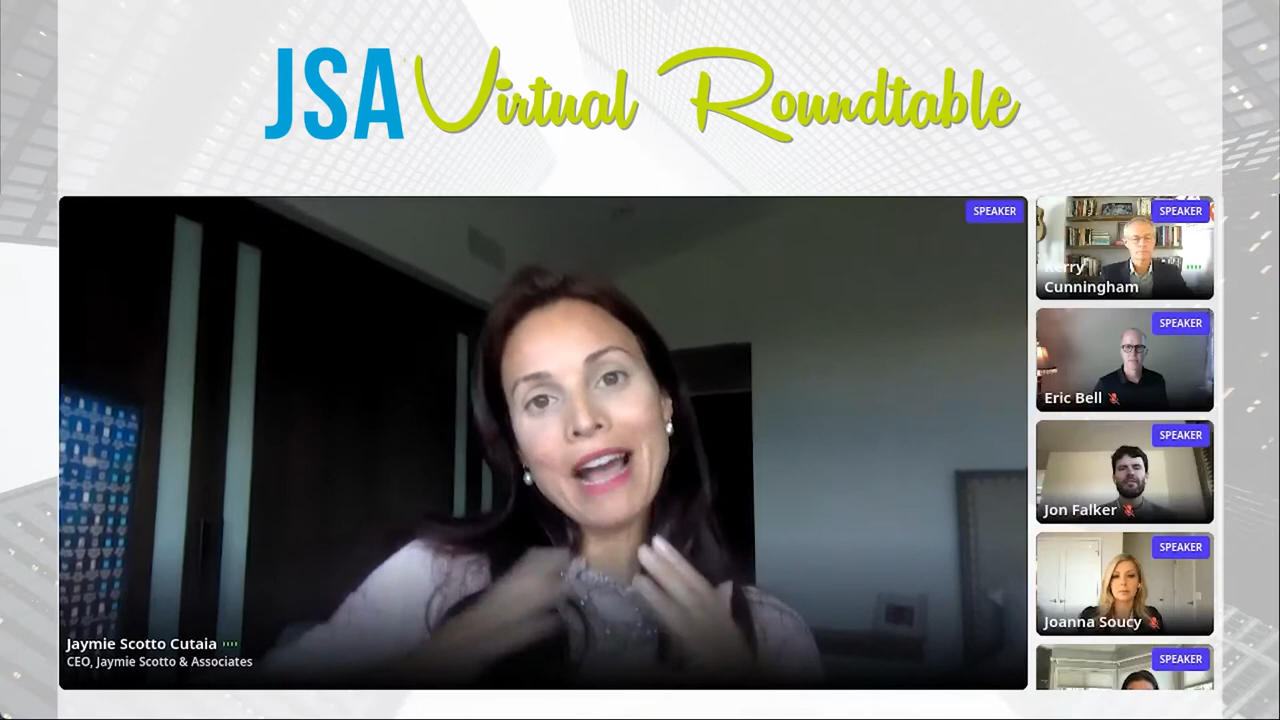 JSA Virtual Roundtable
SPEAKER
Jaymie Scotto Cutaia
CEO, Jaymie Scotto & Associates
SPEAKER
Kerry
Cunningham
SPEAKER
Eric Bell
SPEAKER
Jon Falker
SPEAKER
Joanna Soucy
SPEAKER